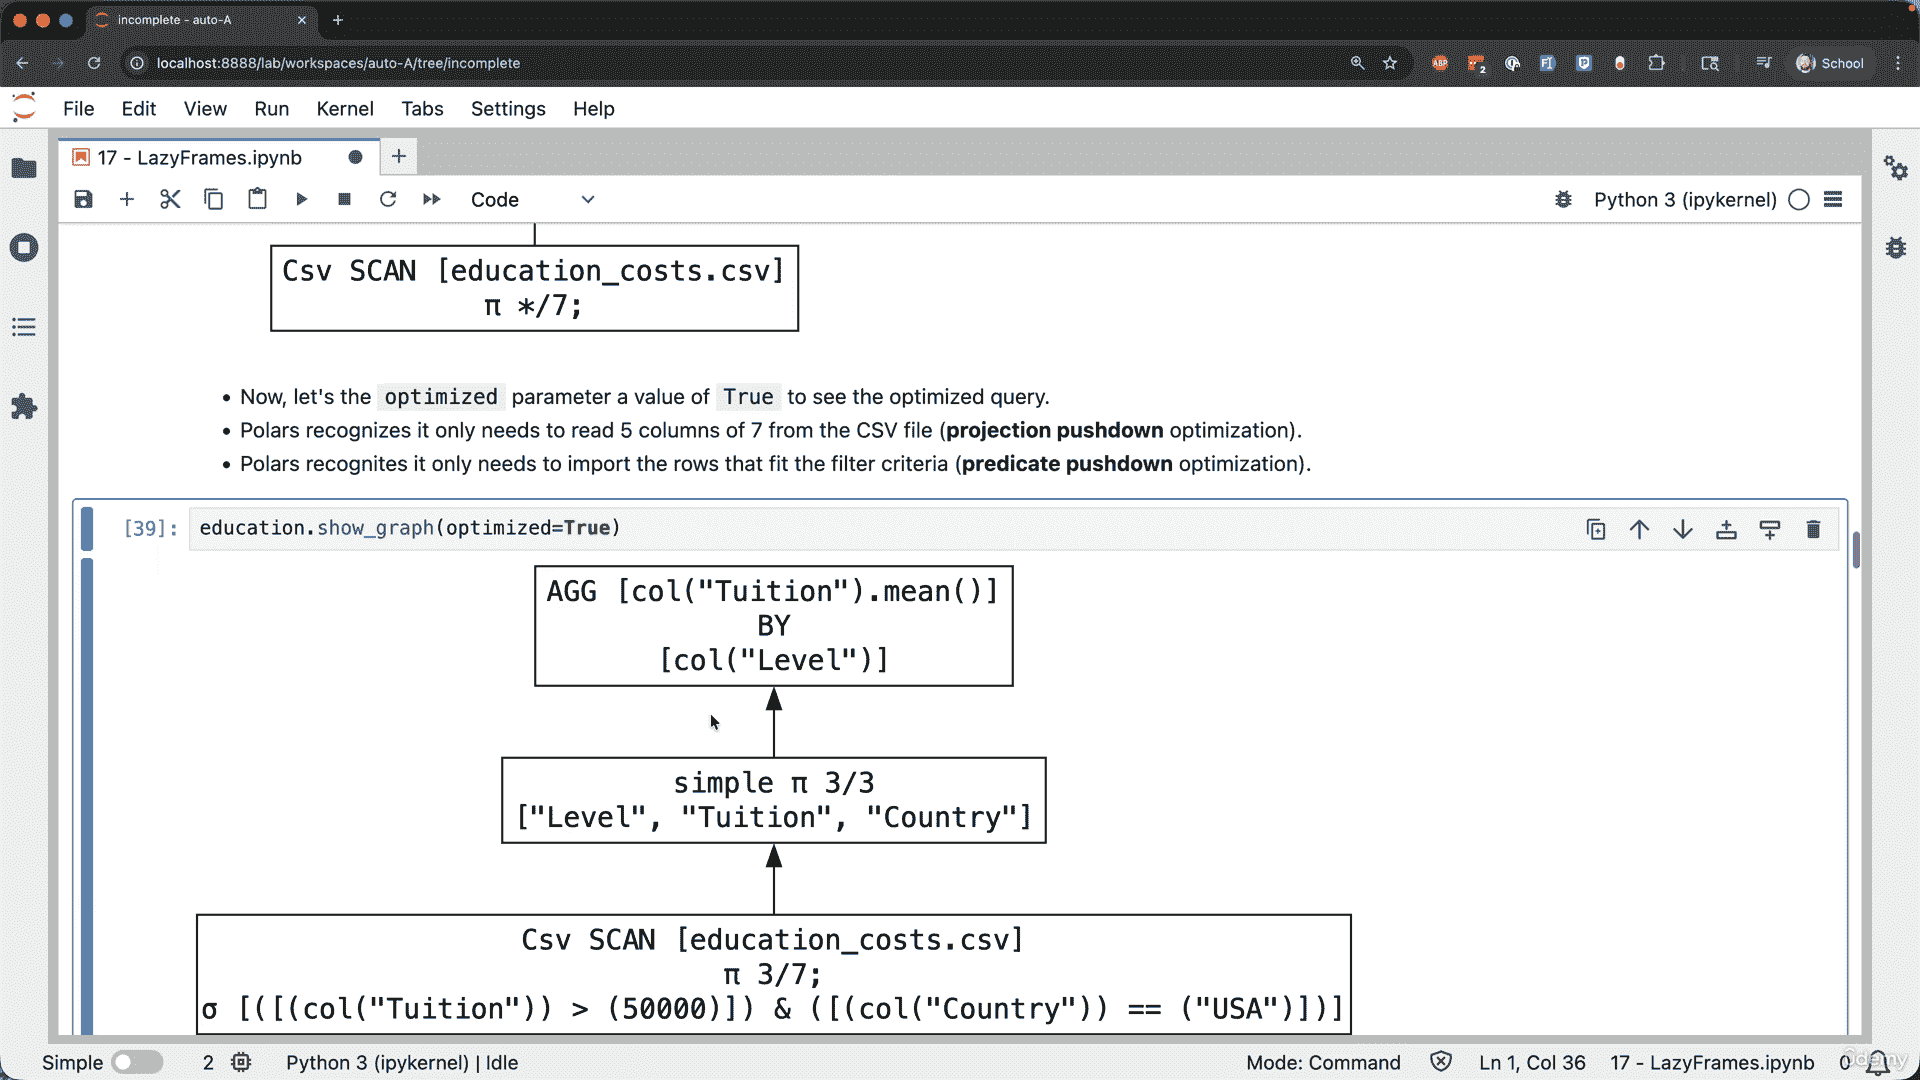 incomplete - auto-A
localhost:8888/lab/workspaces/auto-A/tree/incomplete
ABP
2
School
File Edit View Run Kernel Tabs Settings Help
17 - LazyFrames.ipynb
Code
Python 3 (ipykernel)
Csv SCAN [education_costs.csv]
π */7;
• Now, let's the optimized parameter a value of True to see the optimized query.
• Polars recognizes it only needs to read 5 columns of 7 from the CSV file (projection pushdown optimization).
• Polars recognites it only needs to import the rows that fit the filter criteria (predicate pushdown optimization).
[39]: education.show_graph(optimized=True)
AGG [col("Tuition").mean()]
BY
[col("Level")]
simple π 3/3
["Level", "Tuition", "Country"]
Csv SCAN [education_costs.csv]
π 3/7;
σ [([(col("Tuition")) > (50000)]) & ([(col("Country")) == ("USA")])]
Simple 2 Python 3 (ipykernel) | Idle Mode: Command Ln 1, Col 36 17 - LazyFrames.ipynb 0
Udemy